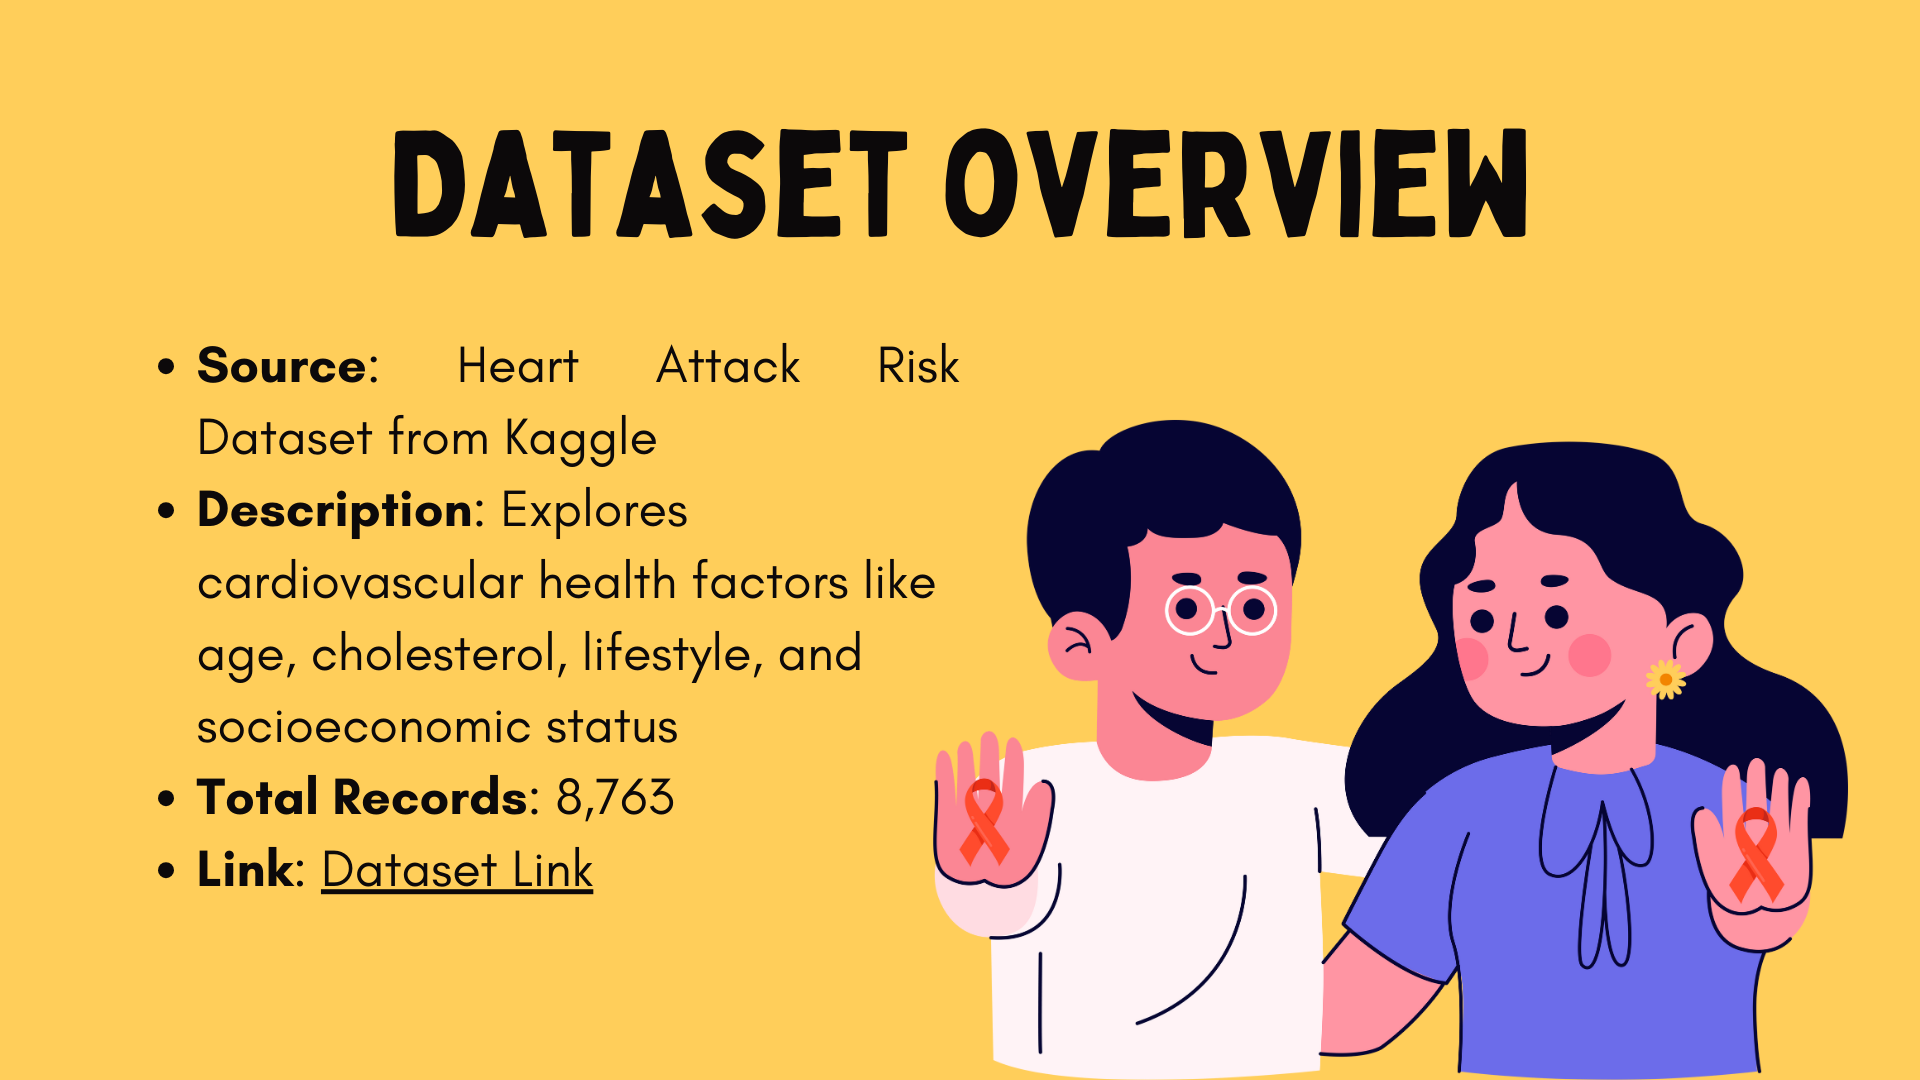 DATASET OVERVIEW
• Source: Heart Attack Risk
Dataset from Kaggle
• Description: Explores
cardiovascular health factors like
age, cholesterol, lifestyle, and
socioeconomic status
• Total Records: 8,763
• Link: Dataset Link